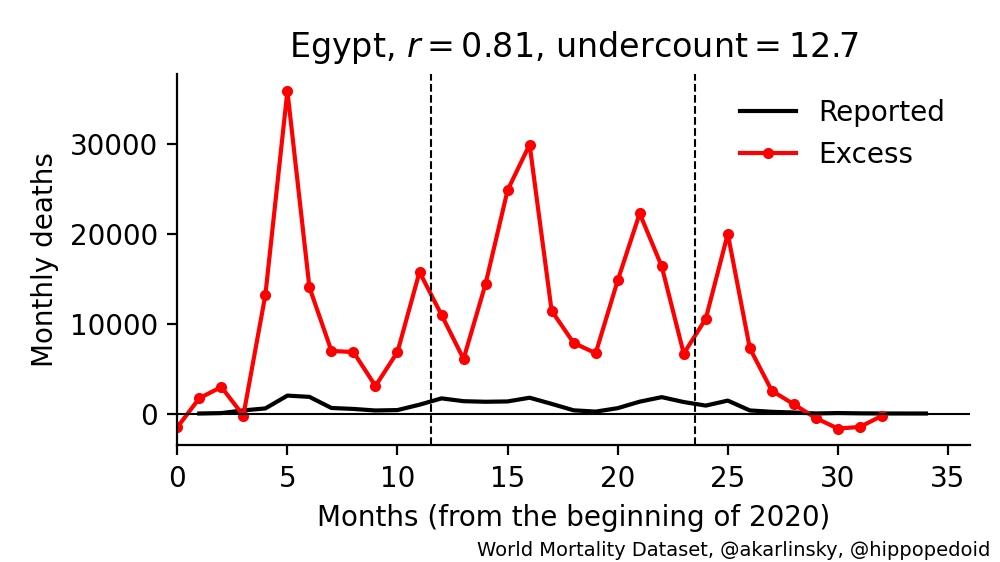 Egypt, r = 0.81, undercount = 12.7
Monthly deaths
30000
20000
10000
0
Reported
Excess
0 5 10 15 20 25 30 35
Months (from the beginning of 2020)
World Mortality Dataset, @akarlinsky, @hippopedoid